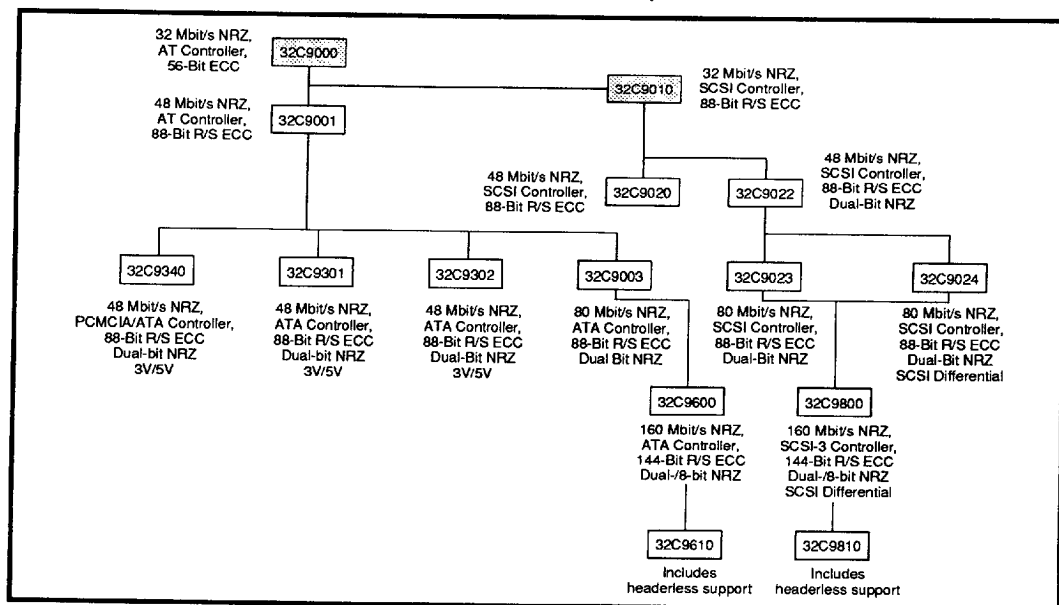 32 Mbit/s NRZ,
AT Controller,
56-Bit ECC
32C9000
32C9010
32 Mbit/s NRZ,
SCSI Controller,
88-Bit R/S ECC
48 Mbit/s NRZ,
AT Controller,
88-Bit R/S ECC
32C9001
48 Mbit/s NRZ,
SCSI Controller,
88-Bit R/S ECC
32C9020
32C9022
48 Mbit/s NRZ,
SCSI Controller,
88-Bit R/S ECC
Dual-Bit NRZ
32C9340
48 Mbit/s NRZ,
PCMCIA/ATA Controller,
88-Bit R/S ECC
Dual-bit NRZ
3V/5V
32C9301
48 Mbit/s NRZ,
ATA Controller,
88-Bit R/S ECC
Dual-bit NRZ
3V/5V
32C9302
48 Mbit/s NRZ,
ATA Controller,
88-Bit R/S ECC
Dual-Bit NRZ
3V/5V
32C9003
80 Mbit/s NRZ,
ATA Controller,
88-Bit R/S ECC
Dual Bit NRZ
32C9023
80 Mbit/s NRZ,
SCSI Controller,
88-Bit R/S ECC
Dual-Bit NRZ
32C9024
80 Mbit/s NRZ,
SCSI Controller,
88-Bit R/S ECC
Dual-Bit NRZ
SCSI Differential
32C9600
160 Mbit/s NRZ,
ATA Controller,
144-Bit R/S ECC
Dual-/8-bit NRZ
32C9800
160 Mbit/s NRZ,
SCSI-3 Controller,
144-Bit R/S ECC
Dual-/8-bit NRZ
SCSI Differential
32C9610
Includes
headerless support
32C9810
Includes
headerless support